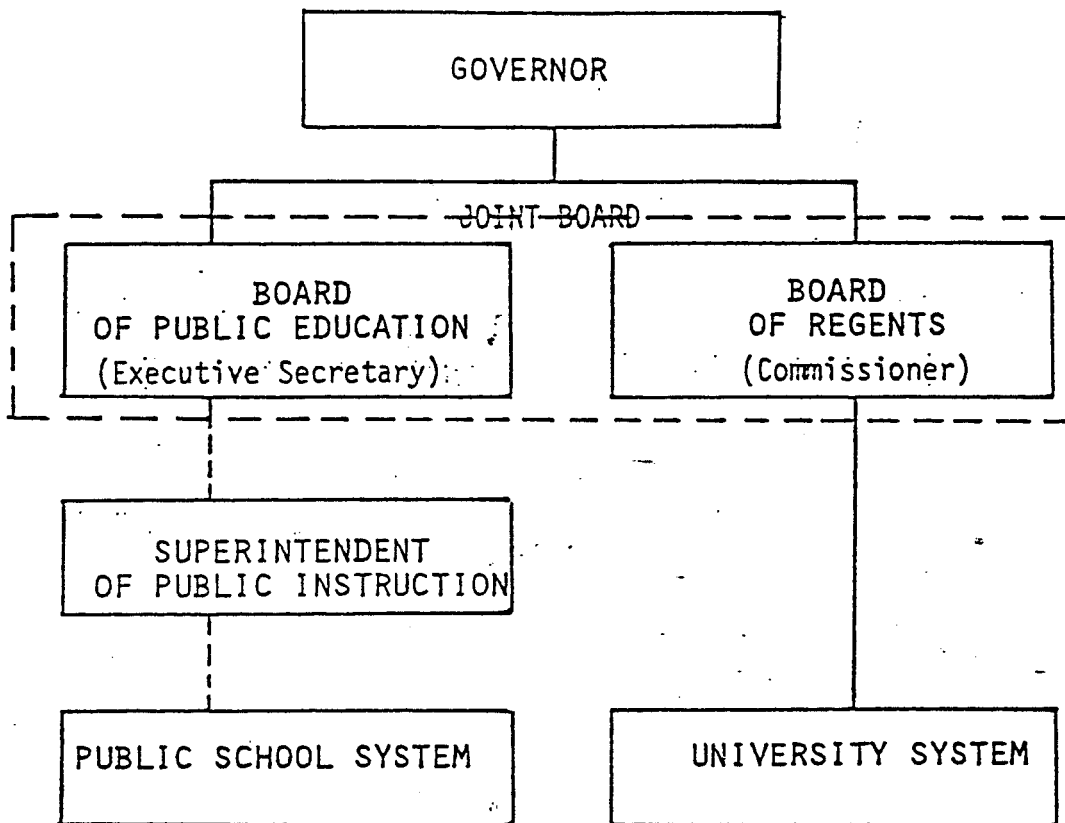 GOVERNOR
JOINT BOARD
BOARD
OF PUBLIC EDUCATION
(Executive Secretary)
BOARD
OF REGENTS
(Commissioner)
SUPERINTENDENT
OF PUBLIC INSTRUCTION
PUBLIC SCHOOL SYSTEM
UNIVERSITY SYSTEM